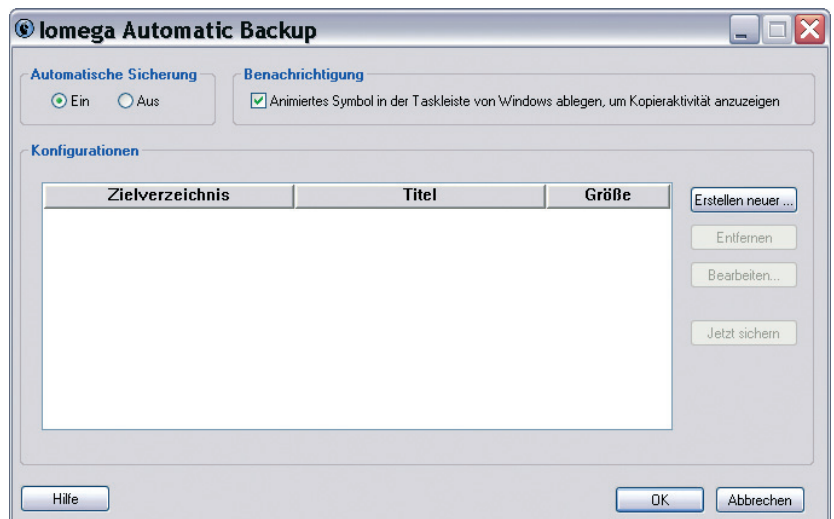 Iomega Automatic Backup
Automatische Sicherung
Ein Aus
Benachrichtigung
Animiertes Symbol in der Taskleiste von Windows ablegen, um Kopieraktivität anzuzeigen
Konfigurationen
Zielverzeichnis Titel Größe
Erstellen neuer ...
Entfernen
Bearbeiten...
Jetzt sichern
Hilfe OK Abbrechen